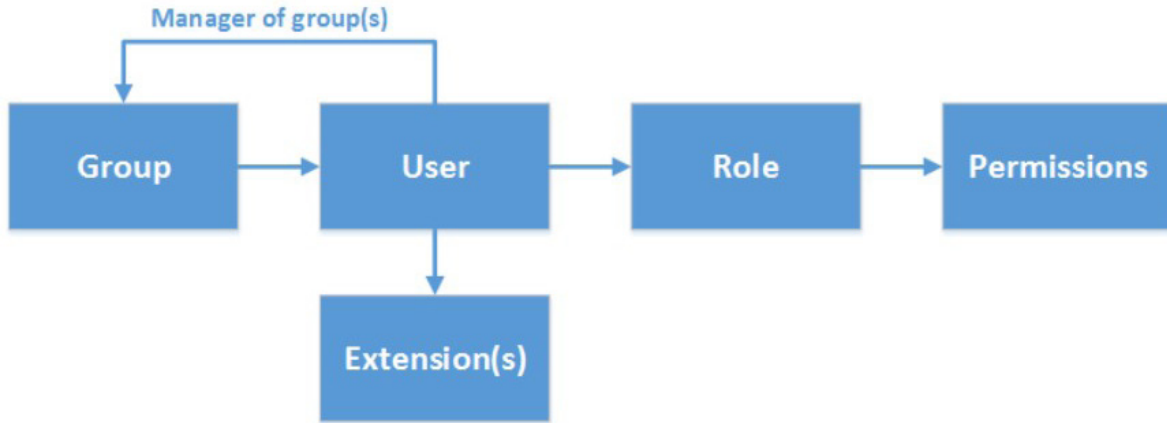 Manager of group(s)
Group
User
Role
Permissions
Extension(s)